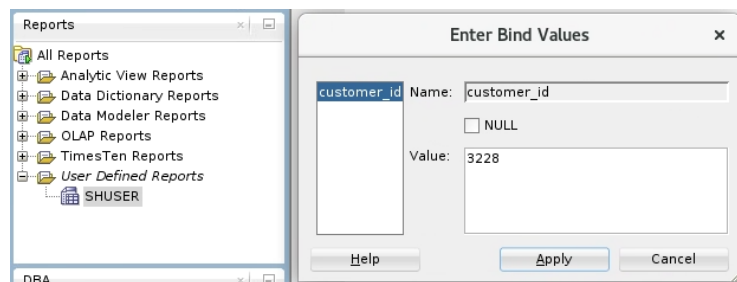 Reports
All Reports
Analytic View Reports
Data Dictionary Reports
Data Modeler Reports
OLAP Reports
TimesTen Reports
User Defined Reports
SHUSER
DBA
Enter Bind Values
customer_id
Name: customer_id
NULL
Value: 3228
Help Apply Cancel